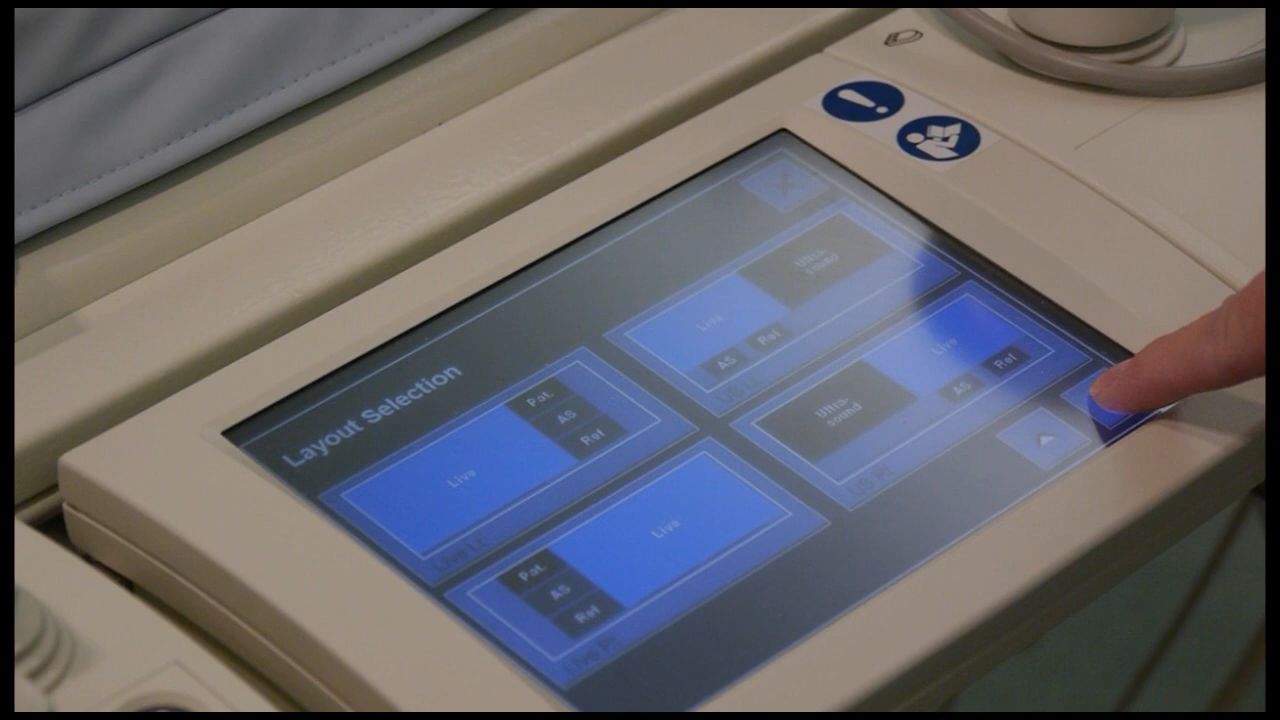 Layout Selection
Live
Pat.
AS
Ref
Live
AS
Ref
Ultra-
sound
Pat.
AS
Ref
Live
Ultra-
sound
Live
AS
Ref